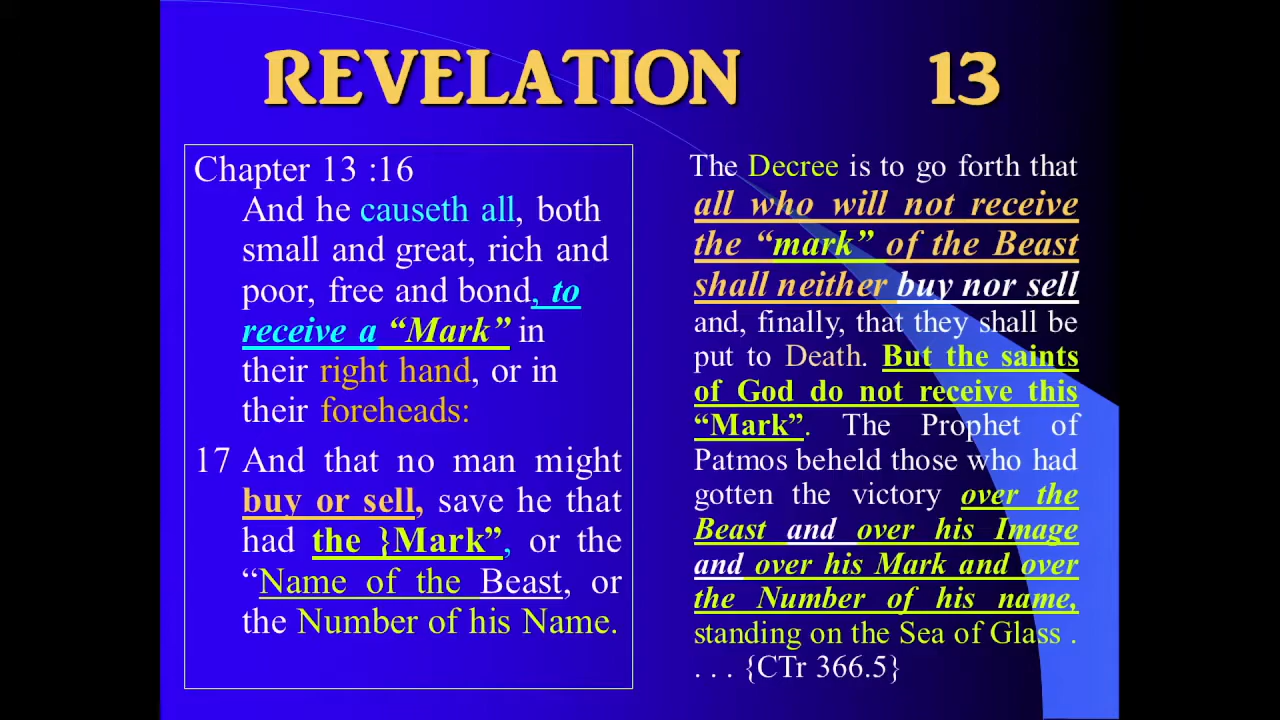 REVELATION 13
Chapter 13 :16
And he causeth all, both
small and great, rich and
poor, free and bond, to
receive a “Mark” in
their right hand, or in
their foreheads:
17 And that no man might
buy or sell, save he that
had the }Mark”, or the
“Name of the Beast, or
the Number of his Name.
The Decree is to go forth that
all who will not receive
the “mark” of the Beast
shall neither buy nor sell
and, finally, that they shall be
put to Death. But the saints
of God do not receive this
“Mark”. The Prophet of
Patmos beheld those who had
gotten the victory over the
Beast and over his Image
and over his Mark and over
the Number of his name,
standing on the Sea of Glass .
. . . {CTr 366.5}